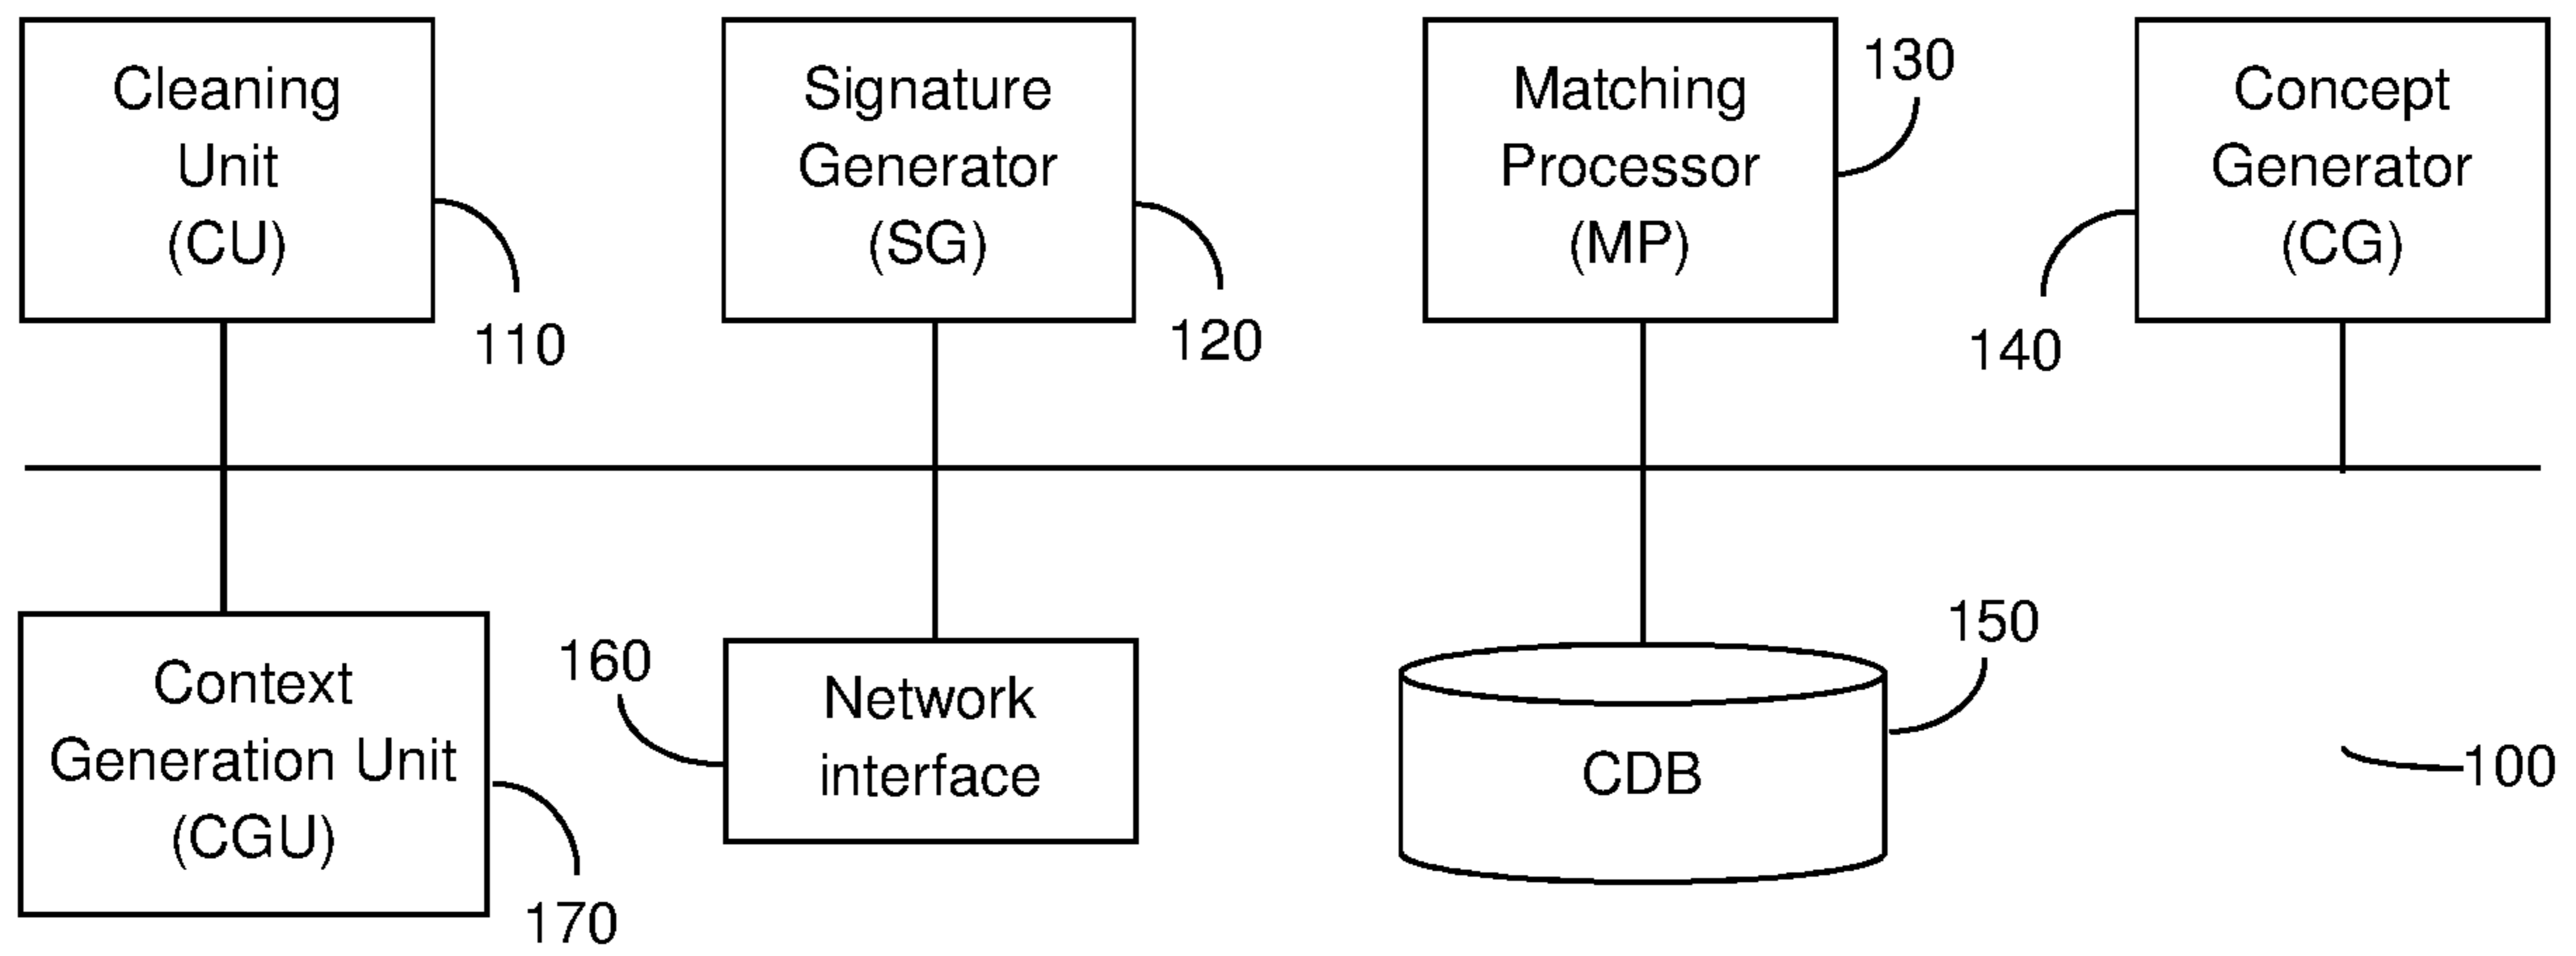 Cleaning
Unit
(CU)
110
Signature
Generator
(SG)
120
Matching
Processor
(MP)
130
Concept
Generator
(CG)
140
Context
Generation Unit
(CGU)
170
160
Network
interface
150
CDB
100